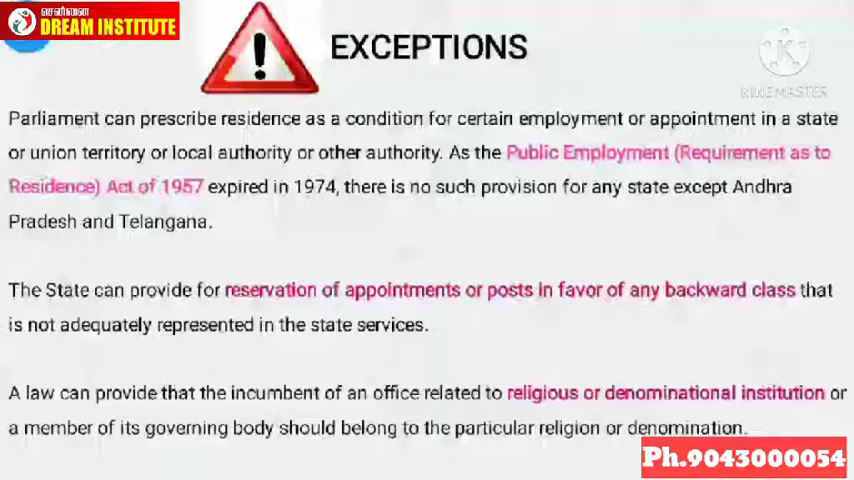 சென்னை
DREAM INSTITUTE
EXCEPTIONS
KINEMASTER
Parliament can prescribe residence as a condition for certain employment or appointment in a state
or union territory or local authority or other authority. As the Public Employment (Requirement as to
Residence) Act of 1957 expired in 1974, there is no such provision for any state except Andhra
Pradesh and Telangana.
The State can provide for reservation of appointments or posts in favor of any backward class that
is not adequately represented in the state services.
A law can provide that the incumbent of an office related to religious or denominational institution or
a member of its governing body should belong to the particular religion or denomination.
Ph.9043000054